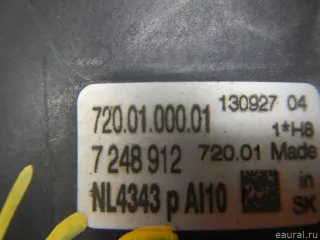 130927 04
720.01.000.01
1*H8
7 248 912 720.01 Made
NL4343 p AI10 in
SK
eaural.ru